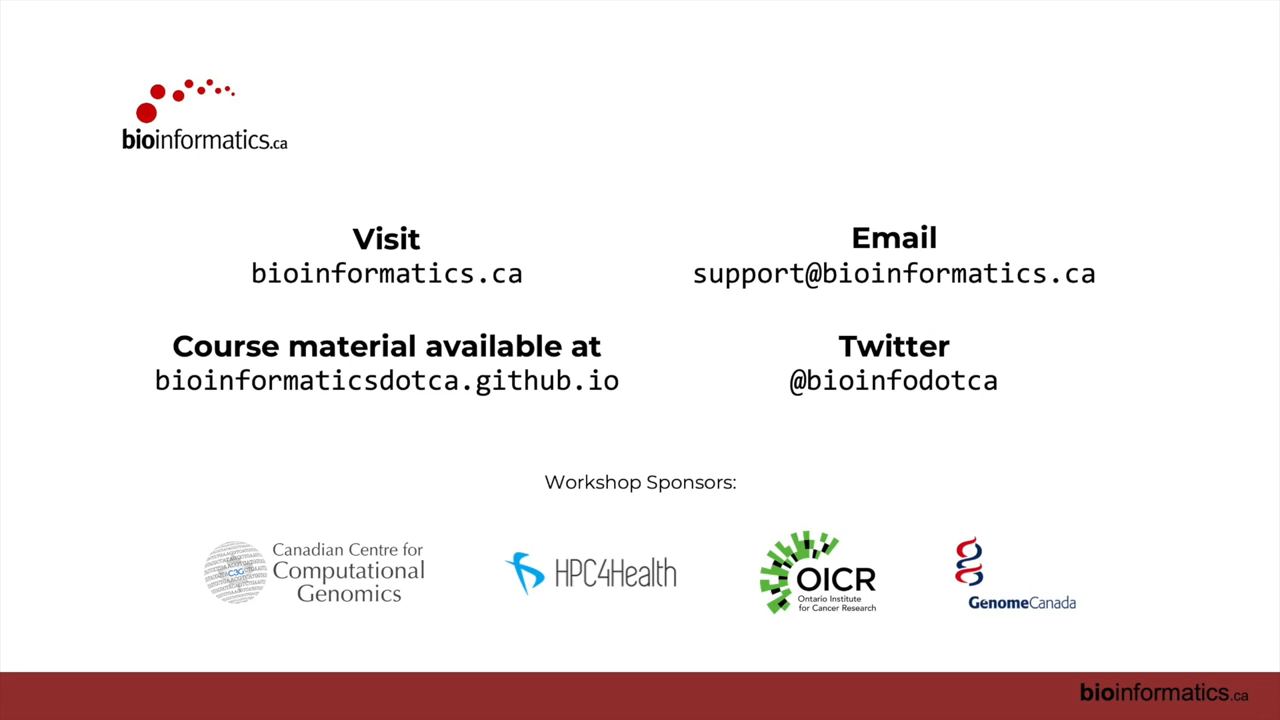 bioinformatics.ca
Visit
bioinformatics.ca
Email
support@bioinformatics.ca
Course material available at
bioinformaticsdotca.github.io
Twitter
@bioinfodotca
Workshop Sponsors:
C3G
Canadian Centre for
Computational
Genomics
HPC4Health
OICR
Ontario Institute
for Cancer Research
GenomeCanada
bioinformatics.ca